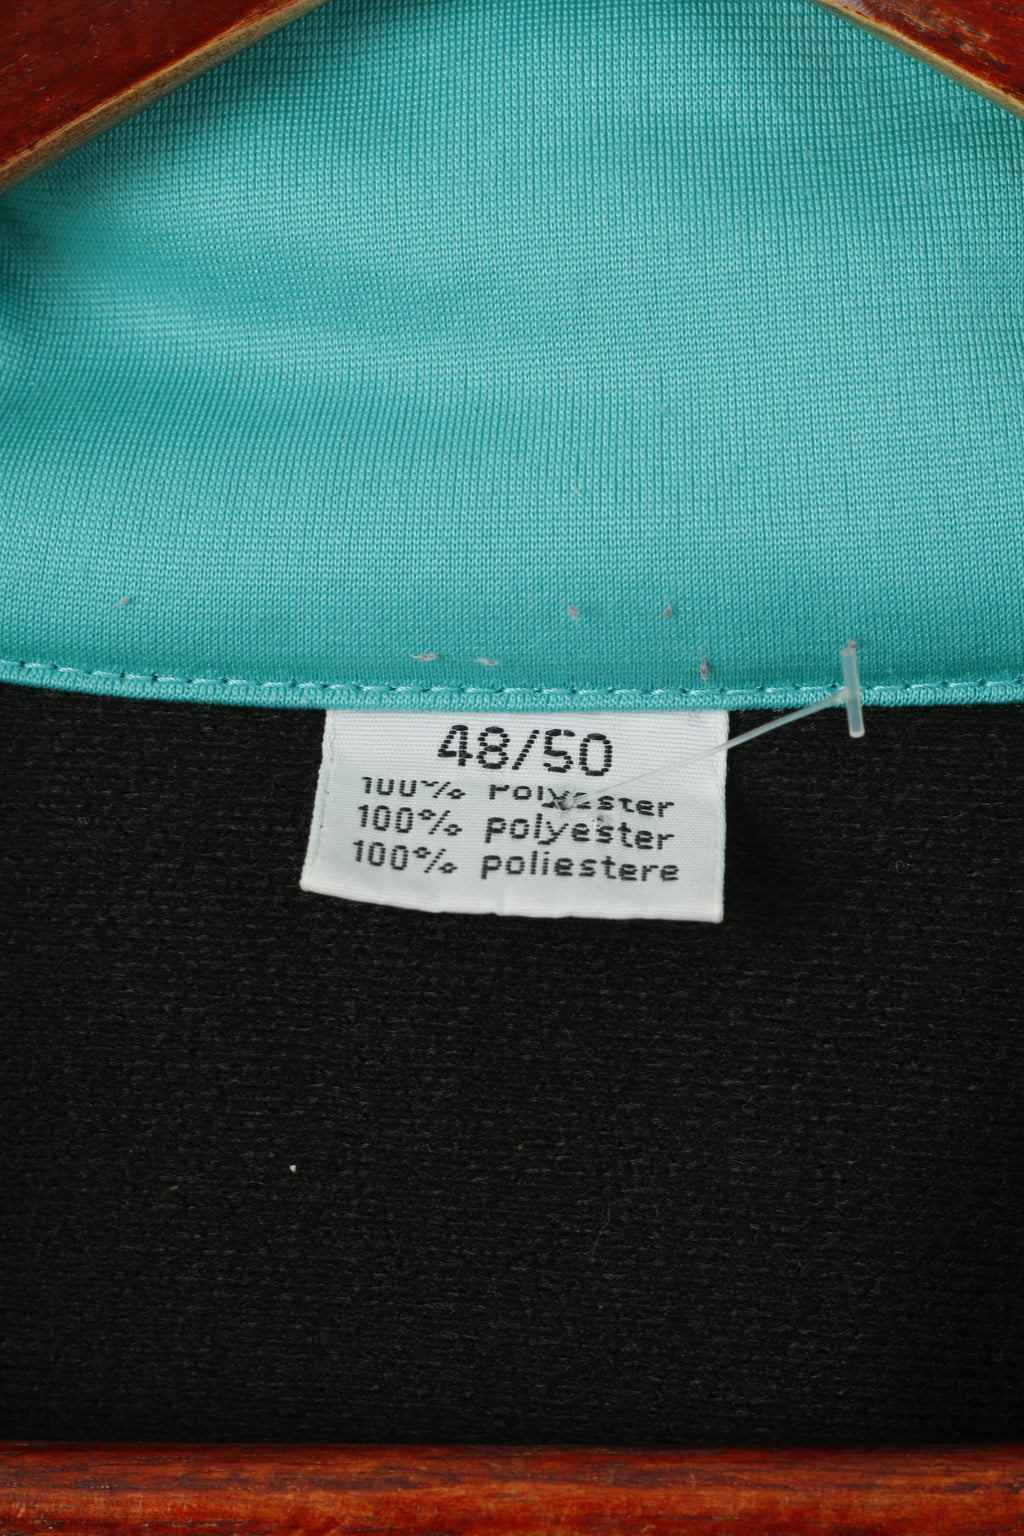 48/50
100% Polyester
100% polyester
100% poliestere